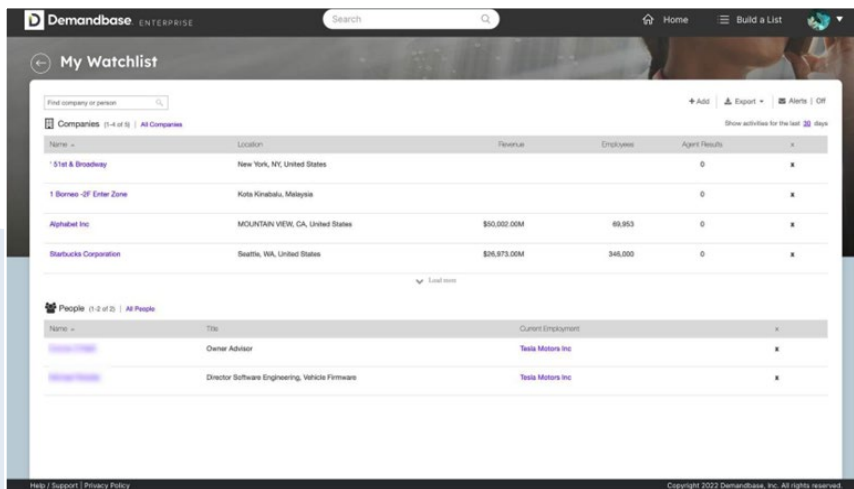 Demandbase ENTERPRISE
Search
Home
Build a List
My Watchlist
Find company or person
+ Add | Export | Alerts | Off
Companies (1-4 of 5) | All Companies
Show activities for the last 30 days
Name Location Revenue Employees Agent Results x
' 51st & Broadway New York, NY, United States 0 x
1 Borneo -2F Enter Zone Kota Kinabalu, Malaysia 0 x
Alphabet Inc MOUNTAIN VIEW, CA, United States $50,002.00M 69,953 0 x
Starbucks Corporation Seattle, WA, United States $26,973.00M 346,000 0 x
Load more
People (1-2 of 2) | All People
Name Title Current Employment x
Owner Advisor Tesla Motors Inc x
Director Software Engineering, Vehicle Firmware Tesla Motors Inc x
Help / Support | Privacy Policy
Copyright 2022 Demandbase, Inc. All rights reserved.